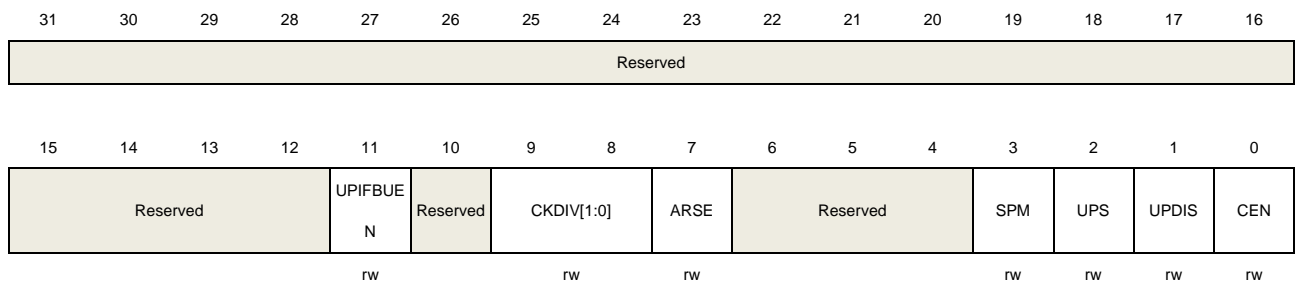 31 30 29 28 27 26 25 24 23 22 21 20 19 18 17 16
Reserved
15 14 13 12 11 10 9 8 7 6 5 4 3 2 1 0
Reserved UPIFBUE
N Reserved CKDIV[1:0] ARSE Reserved SPM UPS UPDIS CEN
rw rw rw rw rw rw rw